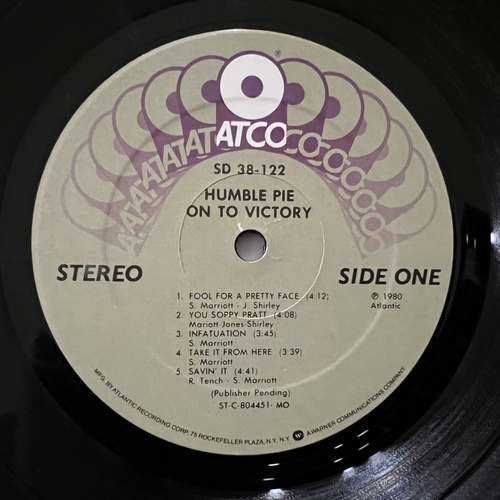 ATCO
SD 38-122
HUMBLE PIE
ON TO VICTORY
STEREO
SIDE ONE
1. FOOL FOR A PRETTY FACE (4:12)
S. Marriott - J. Shirley
2. YOU SOPPY PRATT (4:08)
Mariott-Jones-Shirley
3. INFATUATION (3:45)
S. Marriott
4. TAKE IT FROM HERE (3:39)
S. Marriott
5. SAVIN' IT (4:41)
R. Tench - S. Marriott
(Publisher Pending)
ST-C-804451- MO
℗ 1980
Atlantic
MFG. BY ATLANTIC RECORDING CORP. 75 ROCKEFELLER PLAZA, N.Y. N.Y. A WARNER COMMUNICATIONS COMPANY